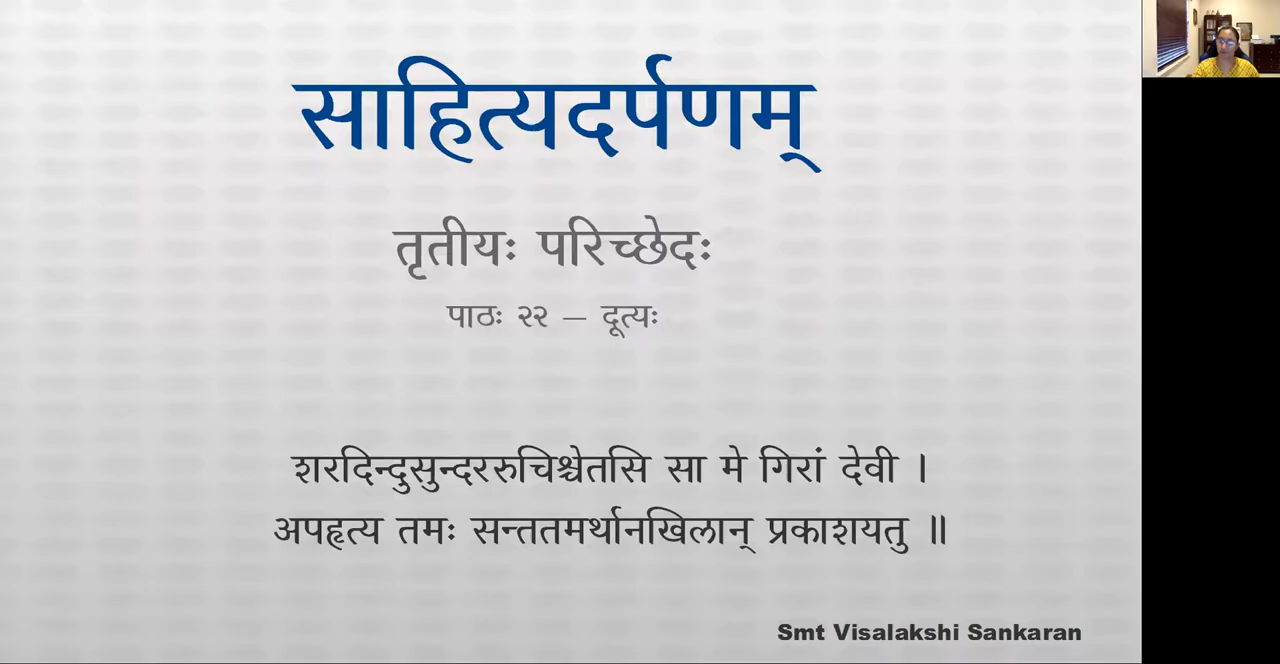 साहित्यदर्पणम्
तृतीयः परिच्छेदः
पाठः २२ – दूत्यः
शरदिन्दुसुन्दररुचिश्चेतसि सा मे गिरां देवी ।
अपहृत्य तमः सन्ततमर्थानखिलान् प्रकाशयतु ॥
Smt Visalakshi Sankaran